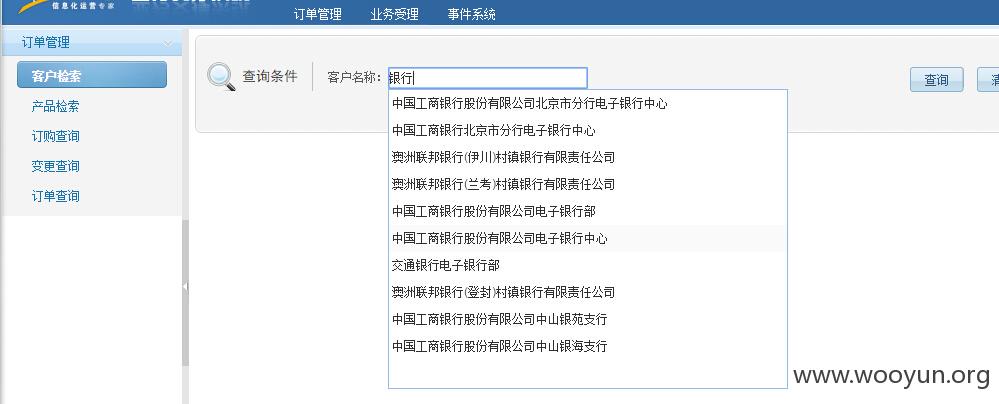 信息化运营专家
订单管理 业务受理 事件系统
订单管理
客户检索
产品检索
订购查询
变更查询
订单查询
查询条件 客户名称: 银行 查询
中国工商银行股份有限公司北京市分行电子银行中心
中国工商银行北京市分行电子银行中心
澳洲联邦银行(伊川)村镇银行有限责任公司
澳洲联邦银行(兰考)村镇银行有限责任公司
中国工商银行股份有限公司电子银行部
中国工商银行股份有限公司电子银行中心
交通银行电子银行部
澳洲联邦银行(登封)村镇银行有限责任公司
中国工商银行股份有限公司中山银苑支行
中国工商银行股份有限公司中山银海支行
www.wooyun.org